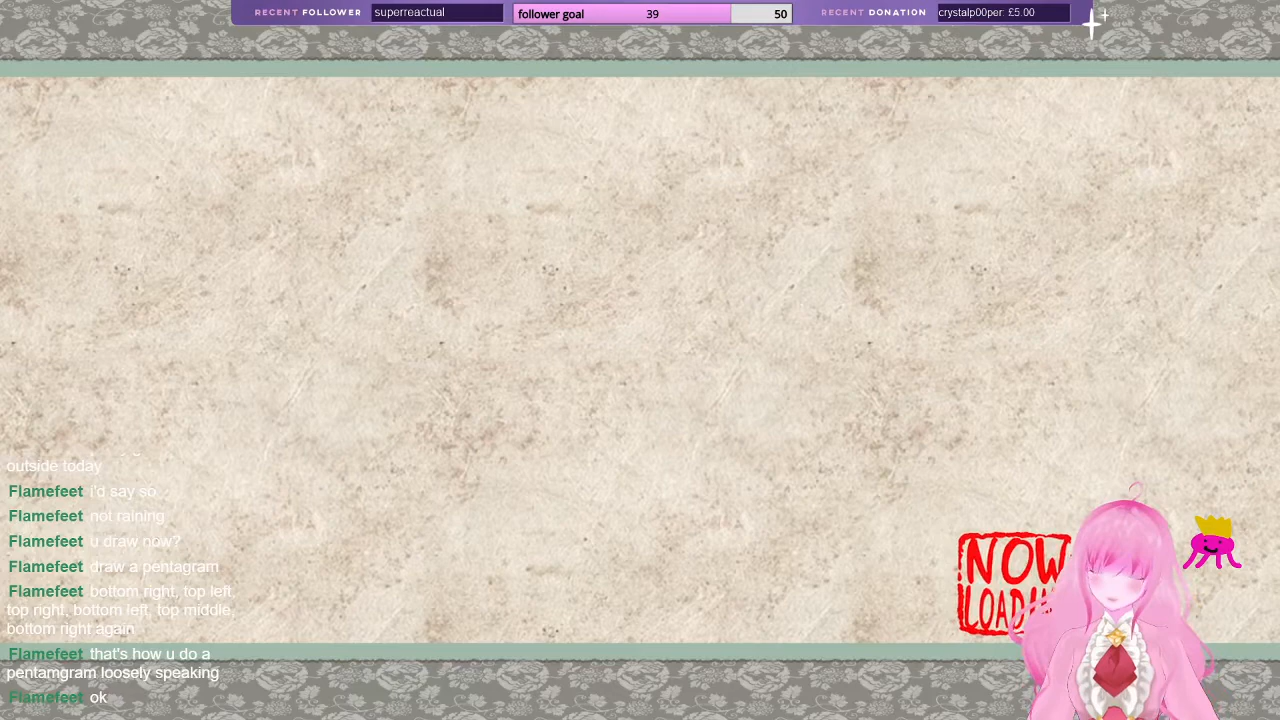 RECENT FOLLOWER superreactual follower goal 39 50 RECENT DONATION crystalp00per: £5.00
outside today
Flamefeet i'd say so
Flamefeet not raining
Flamefeet u draw now?
Flamefeet draw a pentagram
Flamefeet bottom right, top left,
top right, bottom left, top middle,
bottom right again
Flamefeet that's how u do a
pentamgram loosely speaking
Flamefeet ok
NOW